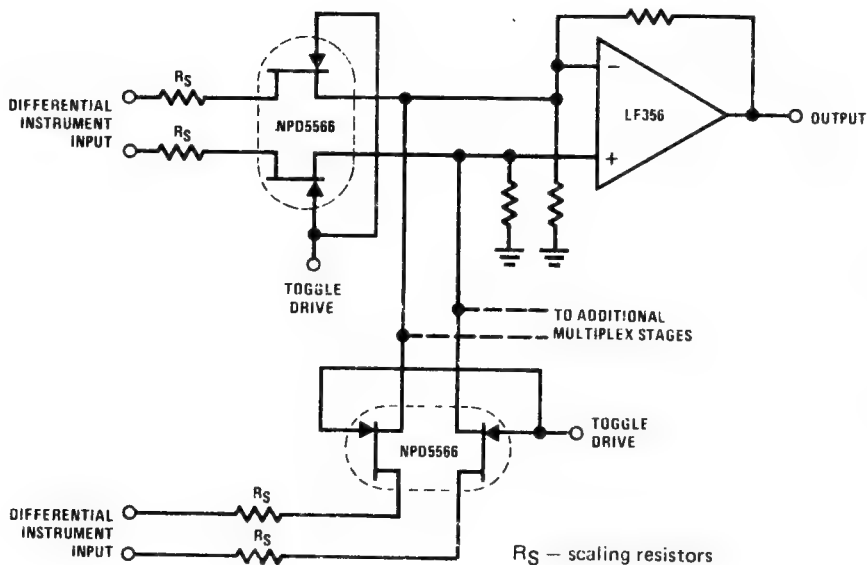 RS
DIFFERENTIAL
INSTRUMENT
INPUT
RS
NPD5566
TOGGLE
DRIVE
−
LF356
+
OUTPUT
TO ADDITIONAL
MULTIPLEX STAGES
NPD5566
TOGGLE
DRIVE
RS
DIFFERENTIAL
INSTRUMENT
INPUT
RS
RS – scaling resistors